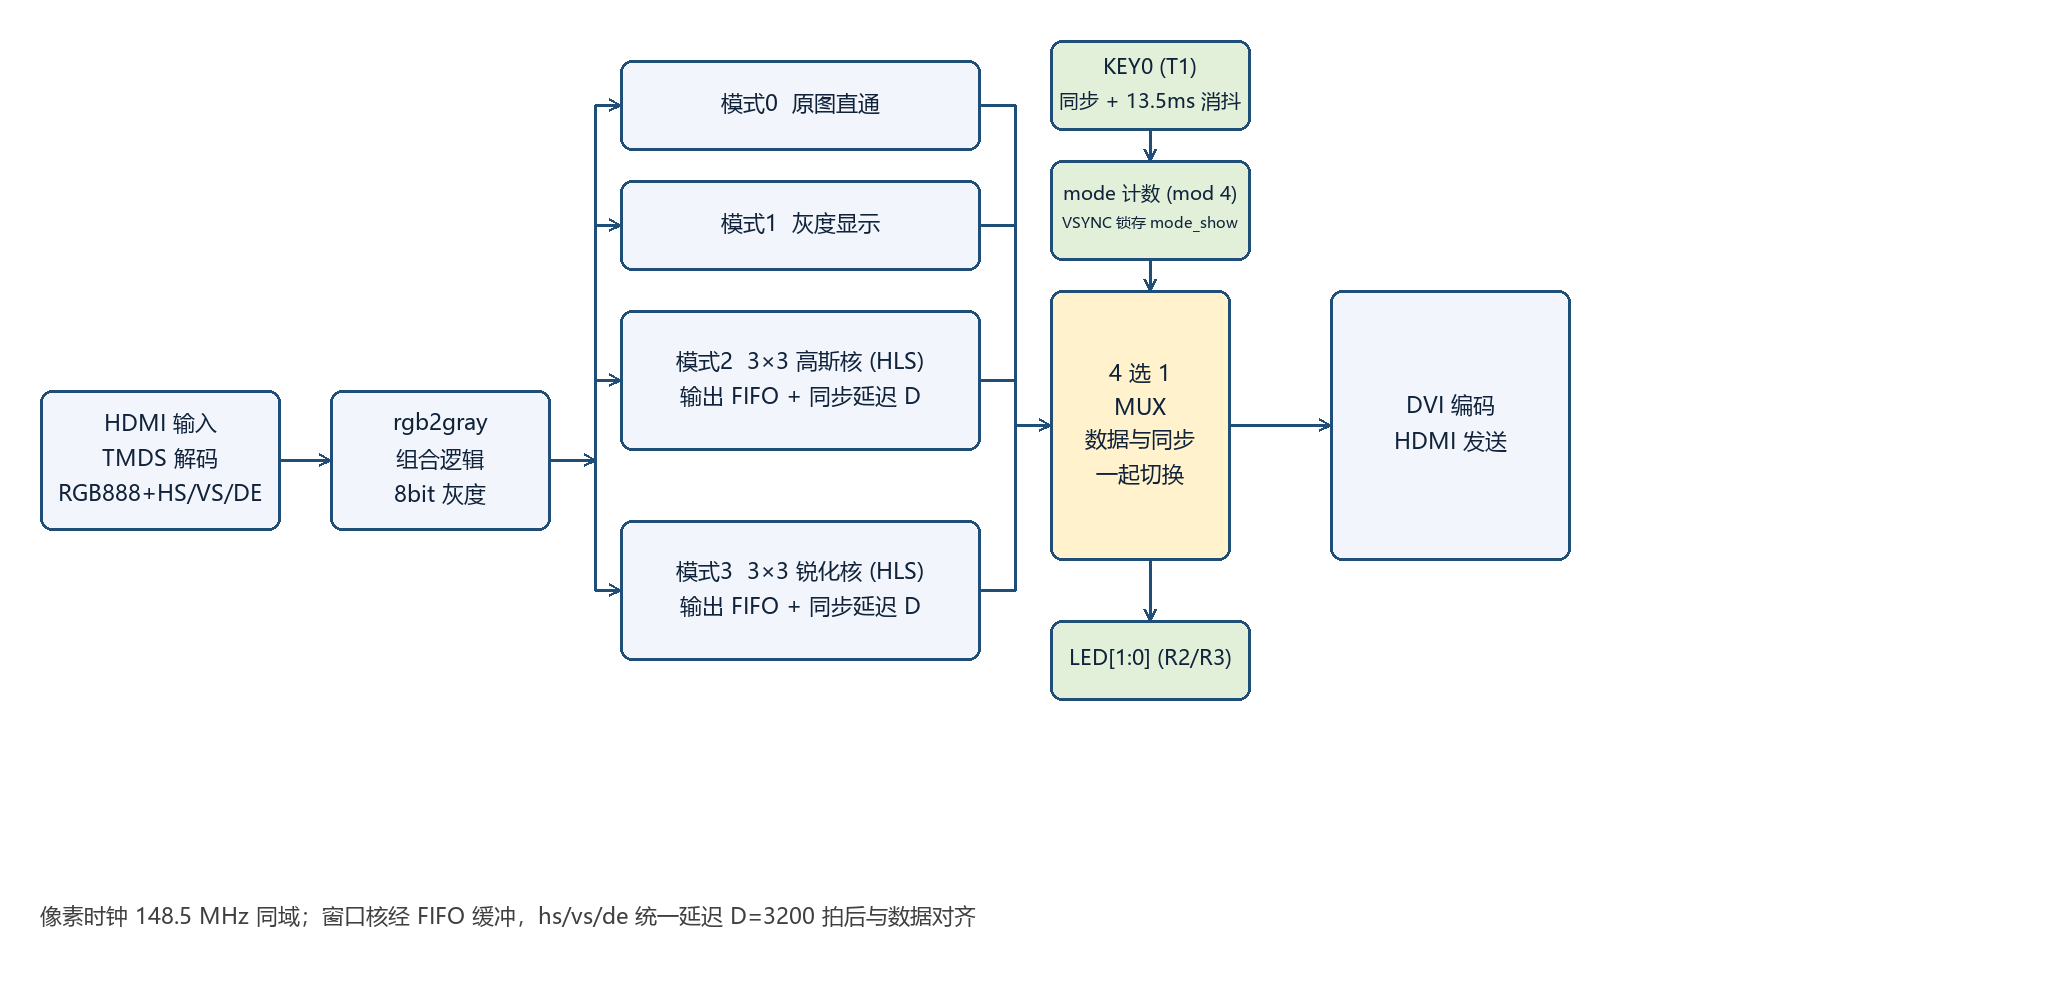 HDMI 输入
TMDS 解码
RGB888+HS/VS/DE
rgb2gray
组合逻辑
8bit 灰度
模式0  原图直通
模式1  灰度显示
模式2  3×3 高斯核 (HLS)
输出 FIFO + 同步延迟 D
模式3  3×3 锐化核 (HLS)
输出 FIFO + 同步延迟 D
KEY0 (T1)
同步 + 13.5ms 消抖
mode 计数 (mod 4)
VSYNC 锁存 mode_show
4 选 1
MUX
数据与同步
一起切换
LED[1:0] (R2/R3)
DVI 编码
HDMI 发送
像素时钟 148.5 MHz 同域；窗口核经 FIFO 缓冲，hs/vs/de 统一延迟 D=3200 拍后与数据对齐